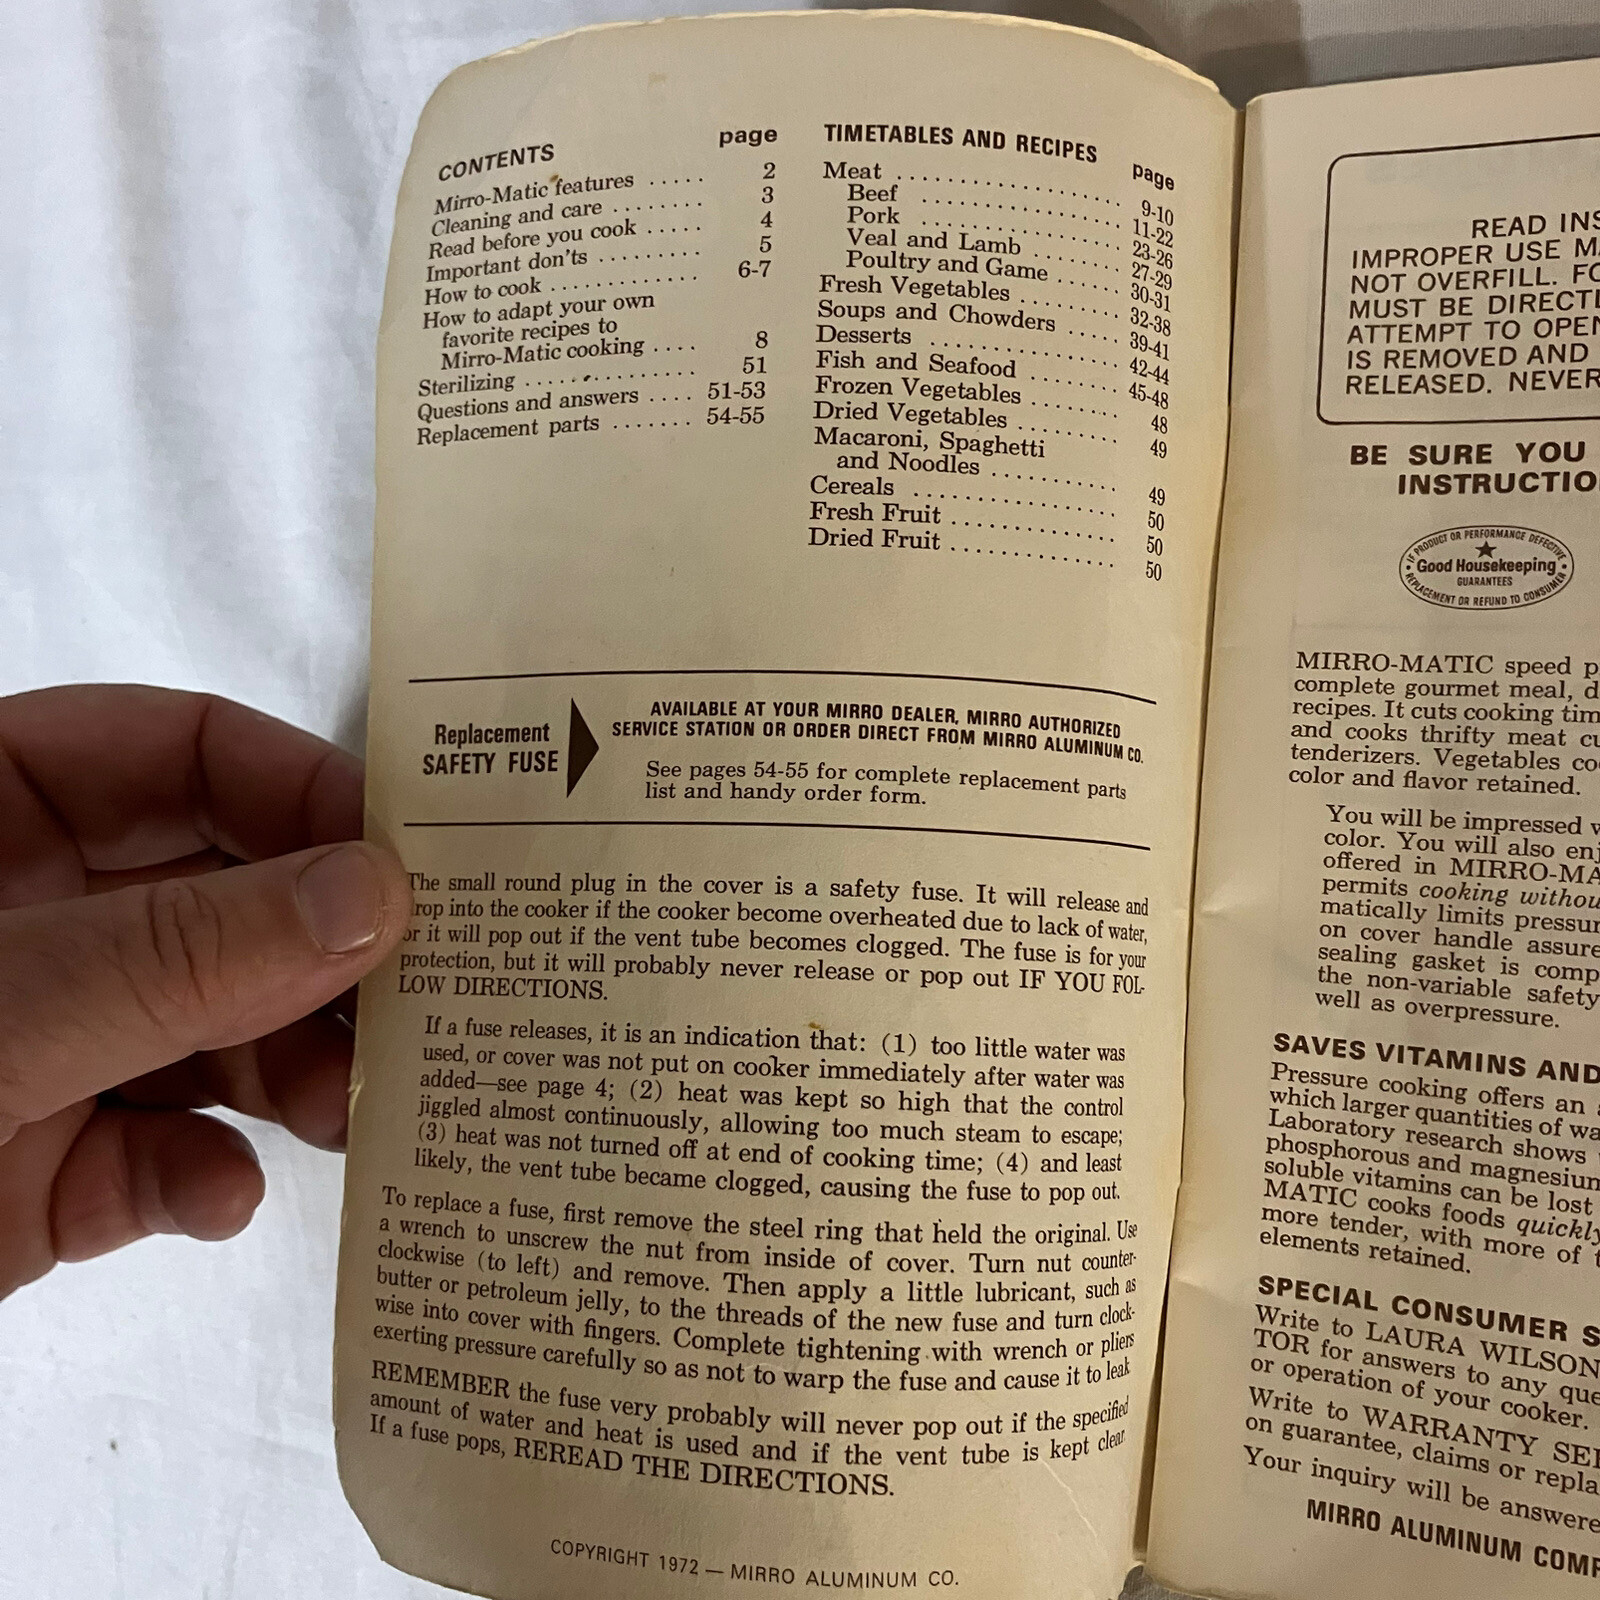 CONTENTS page
Mirro-Matic features ..... 2
Cleaning and care ........ 3
Read before you cook ..... 4
Important don'ts ......... 5
How to cook ............. 6-7
How to adapt your own
favorite recipes to
Mirro-Matic cooking .... 8
Sterilizing .............. 51
Questions and answers .... 51-53
Replacement parts ....... 54-55
TIMETABLES AND RECIPES
page
Meat .................. 9-10
Beef ................ 11-22
Pork ................ 23-26
Veal and Lamb ....... 27-29
Poultry and Game ...... 30-31
Fresh Vegetables ........ 32-38
Soups and Chowders ..... 39-41
Desserts ............... 42-44
Fish and Seafood ....... 45-48
Frozen Vegetables ....... 48
Dried Vegetables ........ 49
Macaroni, Spaghetti
and Noodles .......... 49
Cereals ................ 50
Fresh Fruit ............. 50
Dried Fruit ............. 50
Replacement
SAFETY FUSE
AVAILABLE AT YOUR MIRRO DEALER, MIRRO AUTHORIZED
SERVICE STATION OR ORDER DIRECT FROM MIRRO ALUMINUM CO.
See pages 54-55 for complete replacement parts
list and handy order form.
The small round plug in the cover is a safety fuse. It will release and
rop into the cooker if the cooker become overheated due to lack of water,
or it will pop out if the vent tube becomes clogged. The fuse is for your
protection, but it will probably never release or pop out IF YOU FOL-
LOW DIRECTIONS.
If a fuse releases, it is an indication that: (1) too little water was
used, or cover was not put on cooker immediately after water was
added—see page 4; (2) heat was kept so high that the control
jiggled almost continuously, allowing too much steam to escape;
(3) heat was not turned off at end of cooking time; (4) and least
likely, the vent tube became clogged, causing the fuse to pop out.
To replace a fuse, first remove the steel ring that held the original. Use
a wrench to unscrew the nut from inside of cover. Turn nut counter-
clockwise (to left) and remove. Then apply a little lubricant, such as
butter or petroleum jelly, to the threads of the new fuse and turn clock-
wise into cover with fingers. Complete tightening with wrench or pliers
exerting pressure carefully so as not to warp the fuse and cause it to leak
REMEMBER the fuse very probably will never pop out if the specified
amount of water and heat is used and if the vent tube is kept clear.
If a fuse pops, REREAD THE DIRECTIONS.
COPYRIGHT 1972 — MIRRO ALUMINUM CO.
READ INS
IMPROPER USE MA
NOT OVERFILL. FO
MUST BE DIRECTL
ATTEMPT TO OPEN
IS REMOVED AND
RELEASED. NEVER
BE SURE YOU
INSTRUCTIO
IF PRODUCT OR PERFORMANCE DEFECTIVE
Good Housekeeping
GUARANTEES
REPLACEMENT OR REFUND TO CONSUMER
MIRRO-MATIC speed p
complete gourmet meal, d
recipes. It cuts cooking tim
and cooks thrifty meat cu
tenderizers. Vegetables co
color and flavor retained.
You will be impressed w
color. You will also enj
offered in MIRRO-MA
permits cooking withou
matically limits pressur
on cover handle assure
sealing gasket is comp
the non-variable safety
well as overpressure.
SAVES VITAMINS AND
Pressure cooking offers an a
which larger quantities of wa
Laboratory research shows
phosphorous and magnesium
soluble vitamins can be lost
MATIC cooks foods quickly
more tender, with more of t
elements retained.
SPECIAL CONSUMER S
Write to LAURA WILSON
TOR for answers to any que
or operation of your cooker.
Write to WARRANTY SER
on guarantee, claims or repla
Your inquiry will be answere
MIRRO ALUMINUM COMP